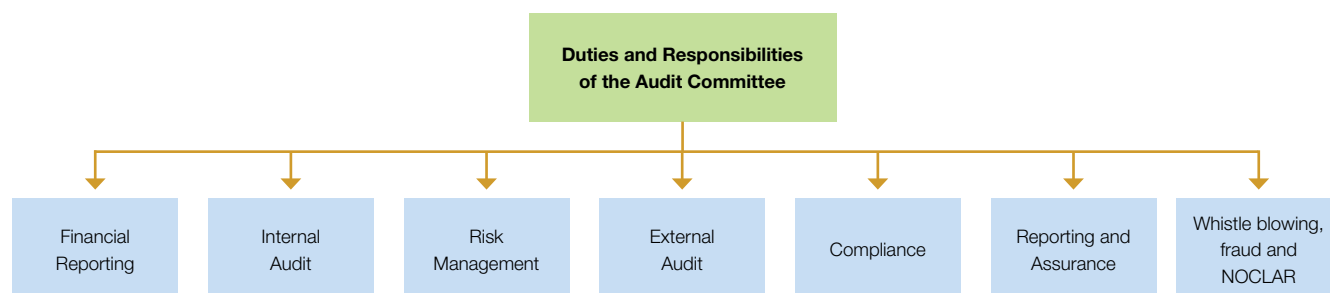 Duties and Responsibilities
of the Audit Committee
Financial
Reporting
Internal
Audit
Risk
Management
External
Audit
Compliance
Reporting and
Assurance
Whistle blowing,
fraud and
NOCLAR